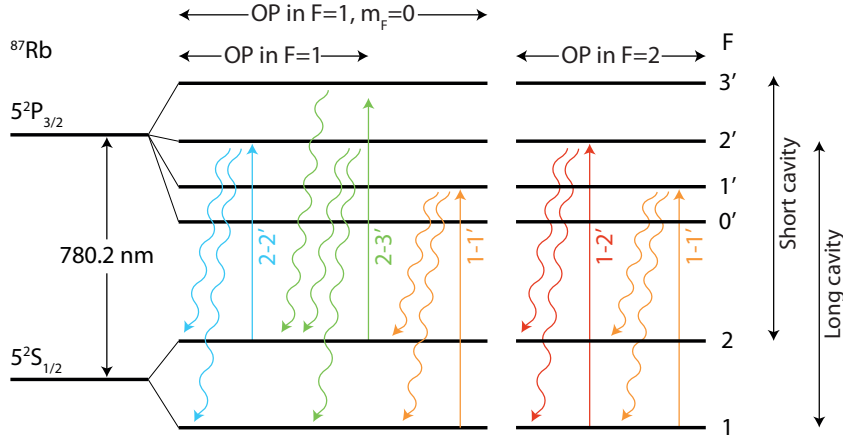 OP in F=1, m_F=0
⁸⁷Rb
OP in F=1
OP in F=2
F
3'
5²P₃/₂
2'
1'
0'
780.2 nm
2-2'
2-3'
1-1'
1-2'
1-1'
Short cavity
Long cavity
2
5²S₁/₂
1